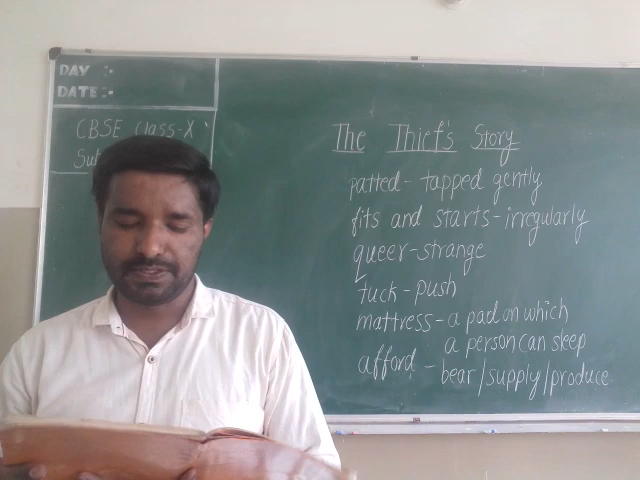 DAY :-
DATE:-
CBSE Class-X
The Thief's Story
patted - tapped gently
fits and starts - irregularly
queer - strange
tuck - push
mattress - a pad on which
a person can sleep
afford - bear/supply/produce